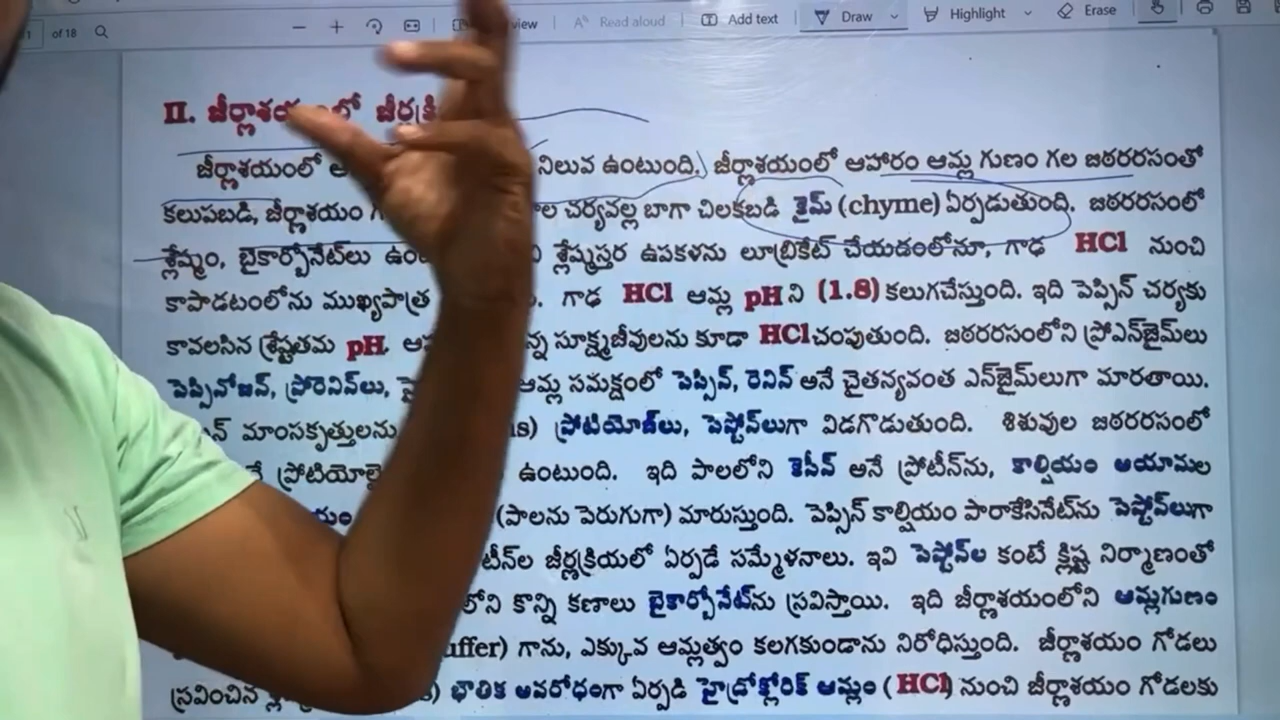 of 18 view Read aloud Add text Draw Highlight Erase
II. జీర్ణాశయంలో
జీర్ణాశయంలో నిలువ ఉంటుంది. జీర్ణాశయంలో ఆహారం ఆమ్ల గుణం గల జఠరరసంతో
కలుపబడి, జీర్ణాశయం చర్యవల్ల బాగా చిలకబడి కైమ్ (chyme) ఏర్పడుతుంది. జఠరరసంలో
శ్లేష్మం, బైకార్బోనేట్‌లు శ్లేష్మస్తర ఉపకళను లూబ్రికేట్ చేయడంలోనూ, గాఢ HCl నుంచి
కాపాడటంలోను ముఖ్యపాత్ర గాఢ HCl ఆమ్ల pH ని (1.8) కలుగచేస్తుంది. ఇది పెప్సిన్ చర్యకు
కావలసిన శ్రేష్టతమ pH. సూక్ష్మజీవులను కూడా HCl చంపుతుంది. జఠరరసంలోని ప్రోఎన్‌జైమ్‌లు
పెప్సినోజన్, ప్రొరెనిన్‌లు, ఆమ్ల సమక్షంలో పెప్సిన్, రెనిన్ అనే చైతన్యవంత ఎన్‌జైమ్‌లుగా మారతాయి.
మాంసకృత్తులను ప్రోటియోజ్‌లు, పెప్టోన్‌లుగా విడగొడుతుంది. శిశువుల జఠరరసంలో
ఉంటుంది. ఇది పాలలోని కెసీన్ అనే ప్రోటీన్‌ను, కాల్షియం అయాముల
(పాలను పెరుగుగా) మారుస్తుంది. పెప్సిన్ కాల్షియం పారాకేసినేట్‌ను పెప్టోన్‌లుగా
జీర్ణక్రియలో ఏర్పడే సమ్మేళనాలు. ఇవి పెప్టోన్‌ల కంటే క్లిష్ట నిర్మాణంతో
కొన్ని కణాలు బైకార్బోనేట్‌ను స్రవిస్తాయి. ఇది జీర్ణాశయంలోని ఆమ్లగుణం
గాను, ఎక్కువ ఆమ్లత్వం కలగకుండాను నిరోధిస్తుంది. జీర్ణాశయం గోడలు
స్రవించిన భౌతిక అవరోధంగా ఏర్పడి హైడ్రోక్లోరిక్ ఆమ్లం (HCl) నుంచి జీర్ణాశయం గోడలకు